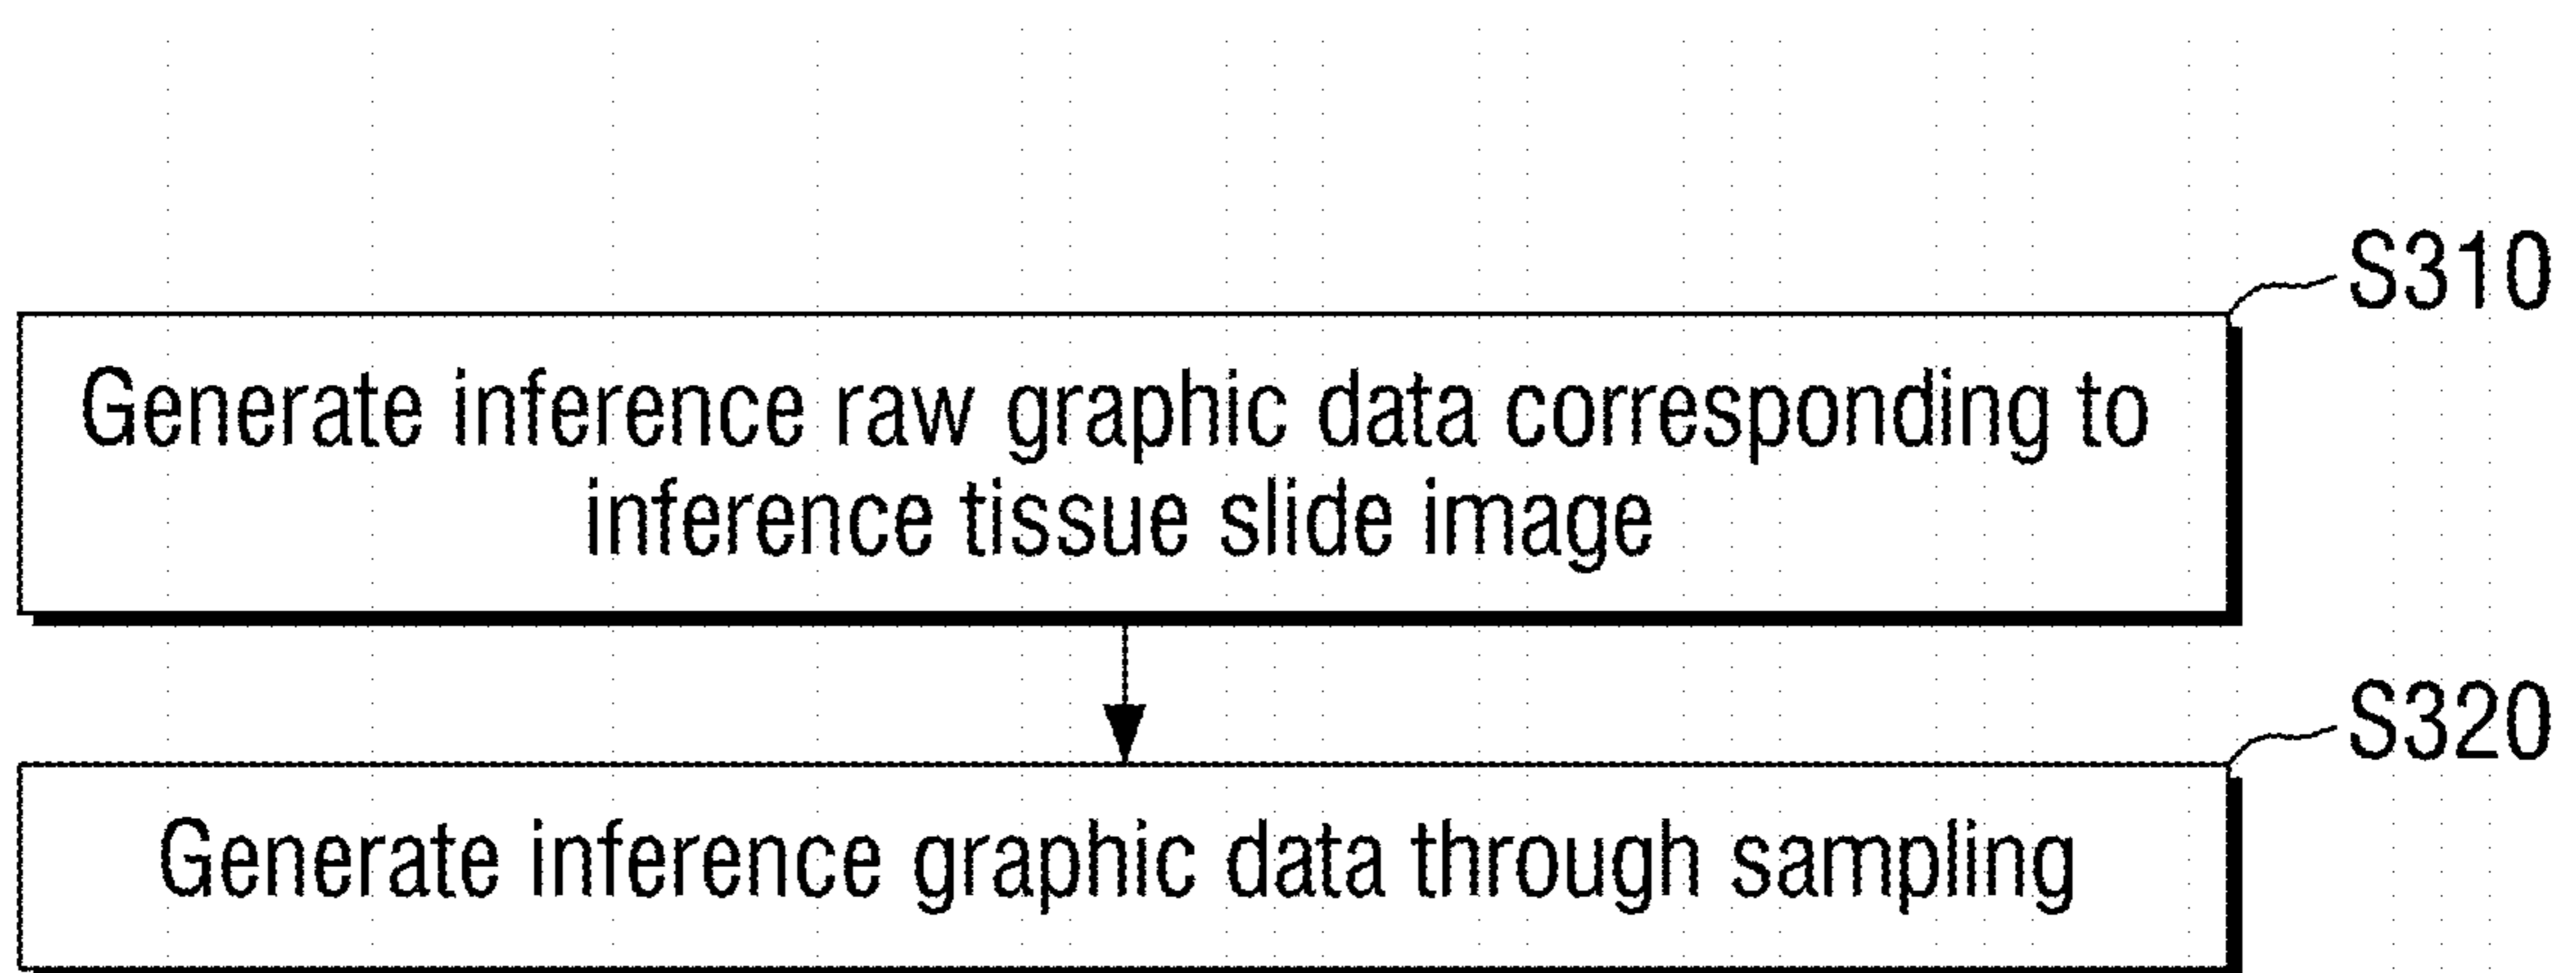 S310
Generate inference raw graphic data corresponding to
inference tissue slide image
S320
Generate inference graphic data through sampling